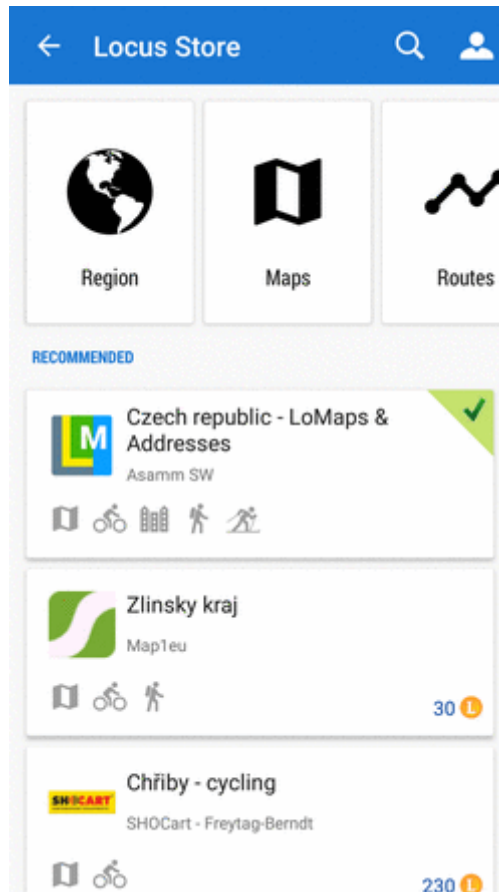 Locus Store
Region
Maps
Routes
RECOMMENDED
M
Czech republic - LoMaps &
Addresses
Asamm SW
Zlinsky kraj
Map1eu
30 L
SHOCART
Chřiby - cycling
SHOCart - Freytag-Berndt
230 L